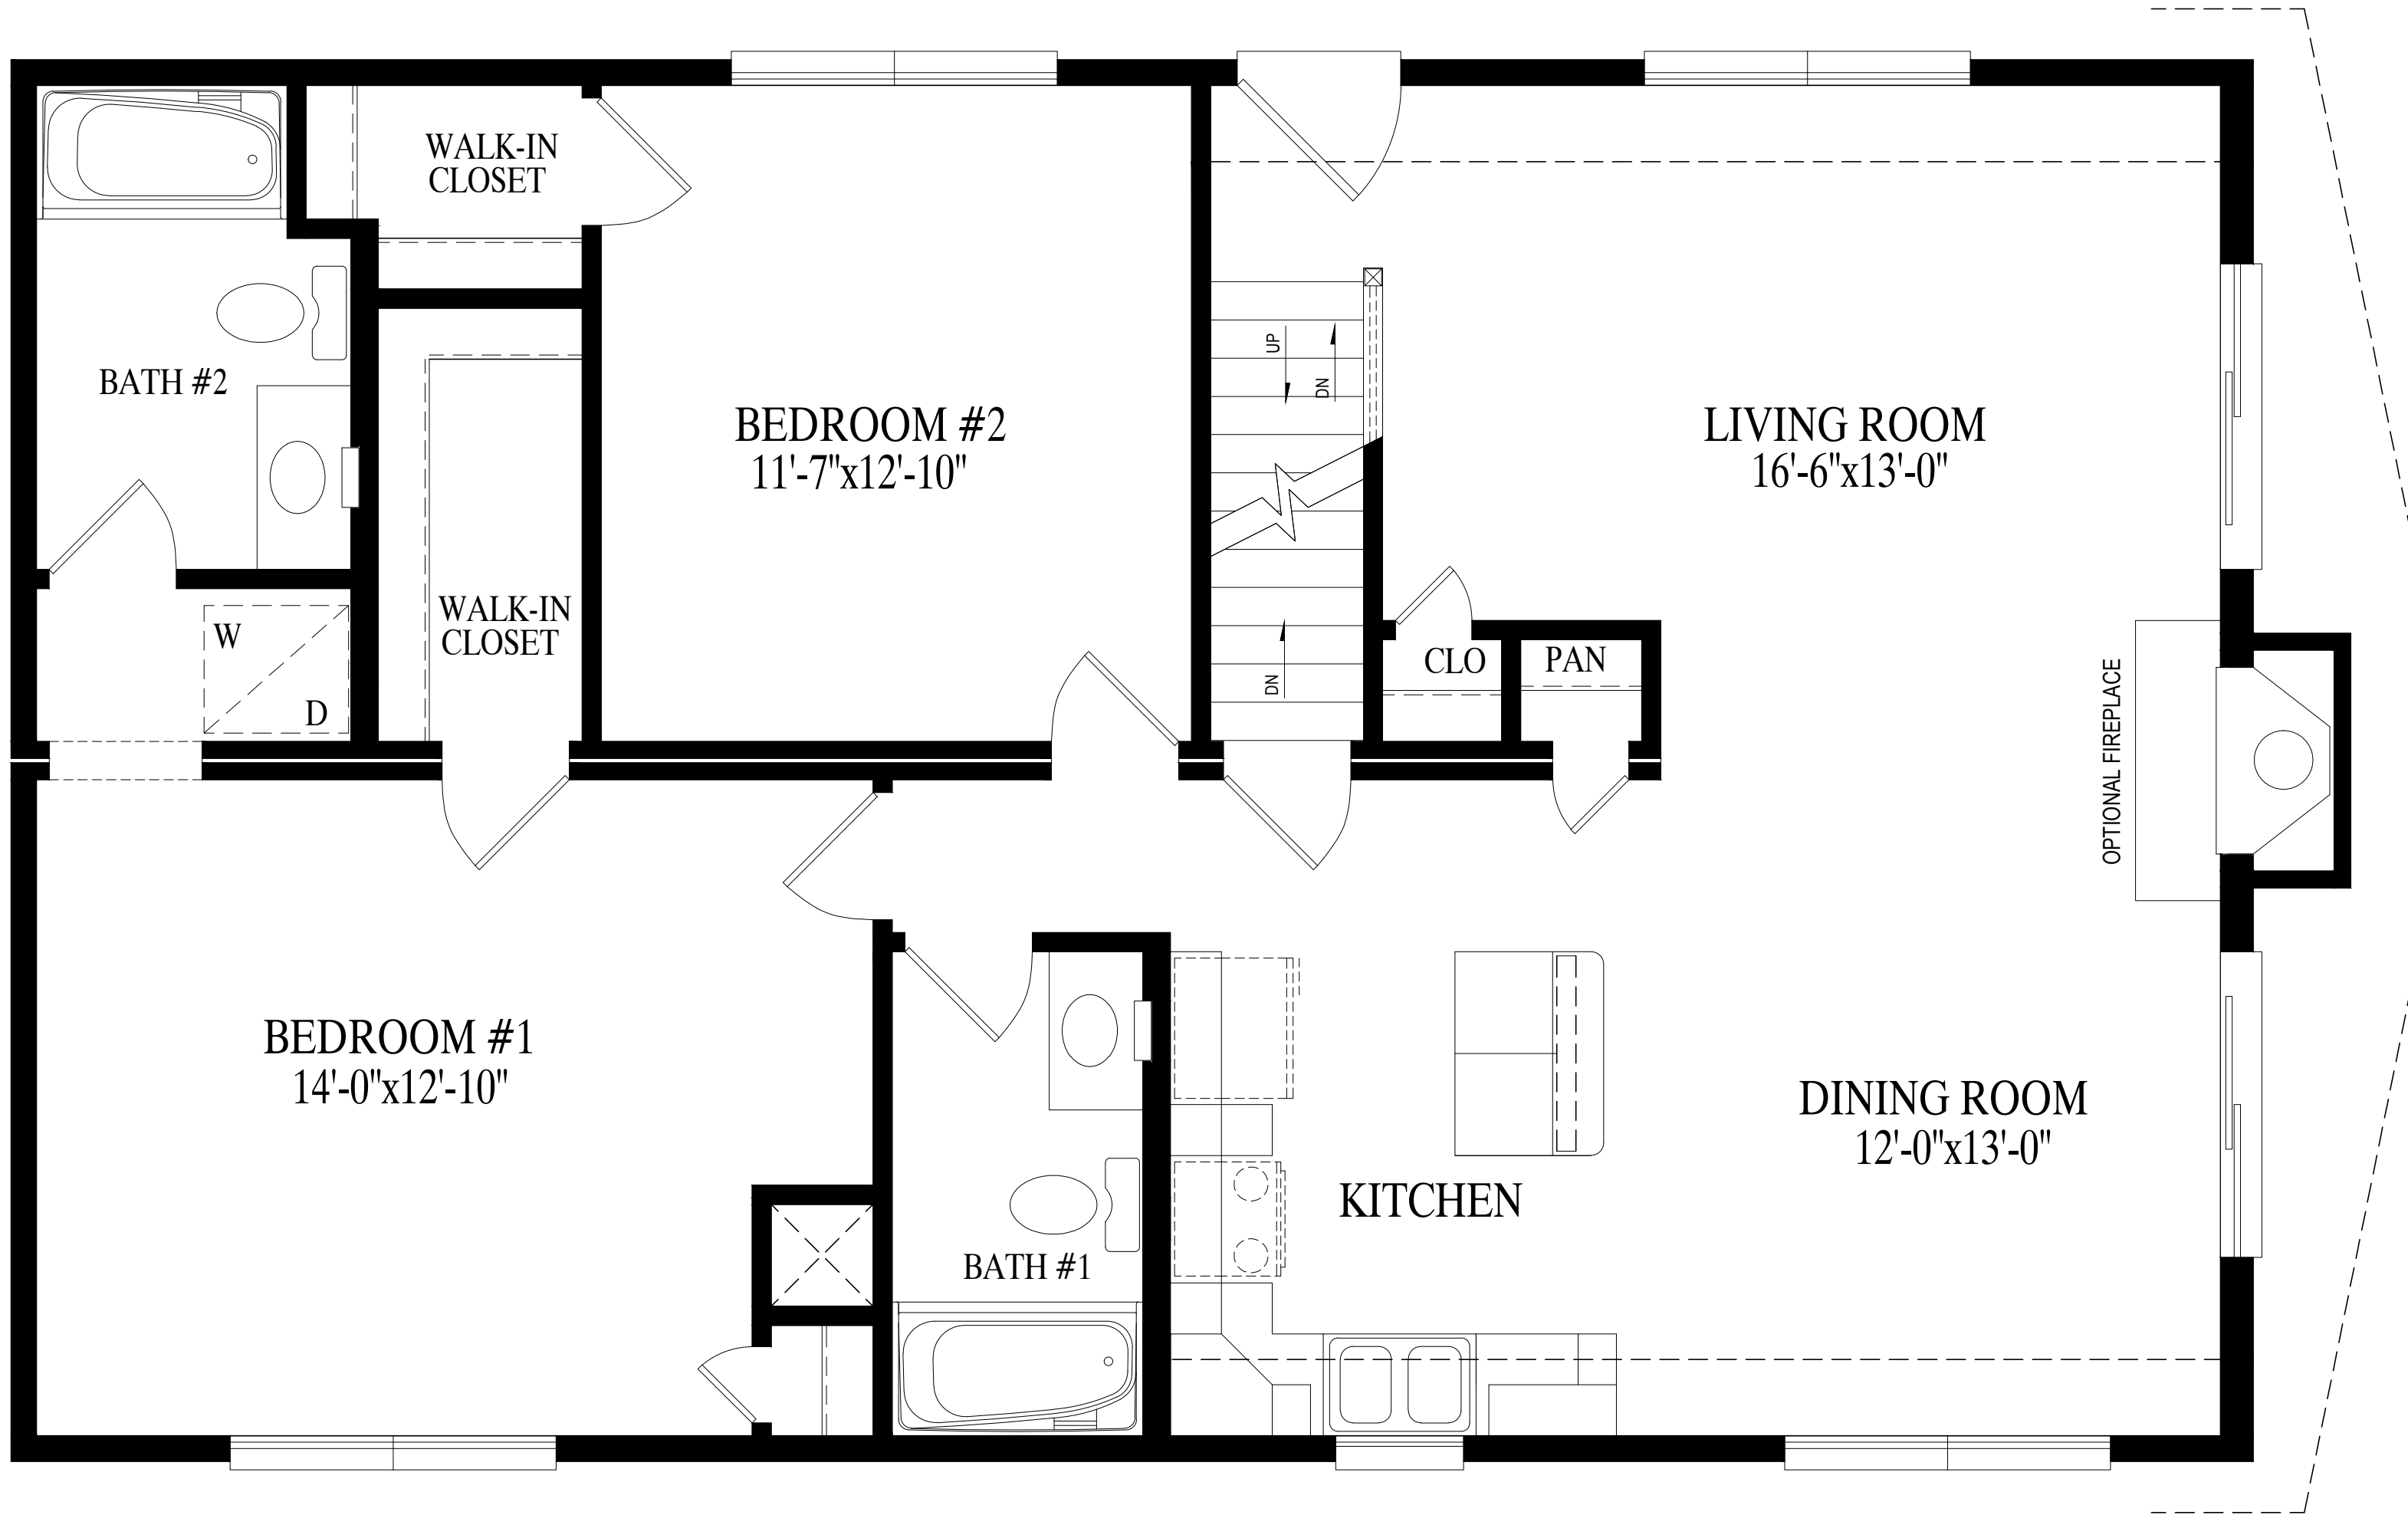 WALK-IN
CLOSET
BATH #2
BEDROOM #2
11'-7"x12'-10"
UP
DN
LIVING ROOM
16'-6"x13'-0"
WALK-IN
CLOSET
W
D
DN
CLO
PAN
OPTIONAL FIREPLACE
BEDROOM #1
14'-0"x12'-10"
DINING ROOM
12'-0"x13'-0"
KITCHEN
BATH #1